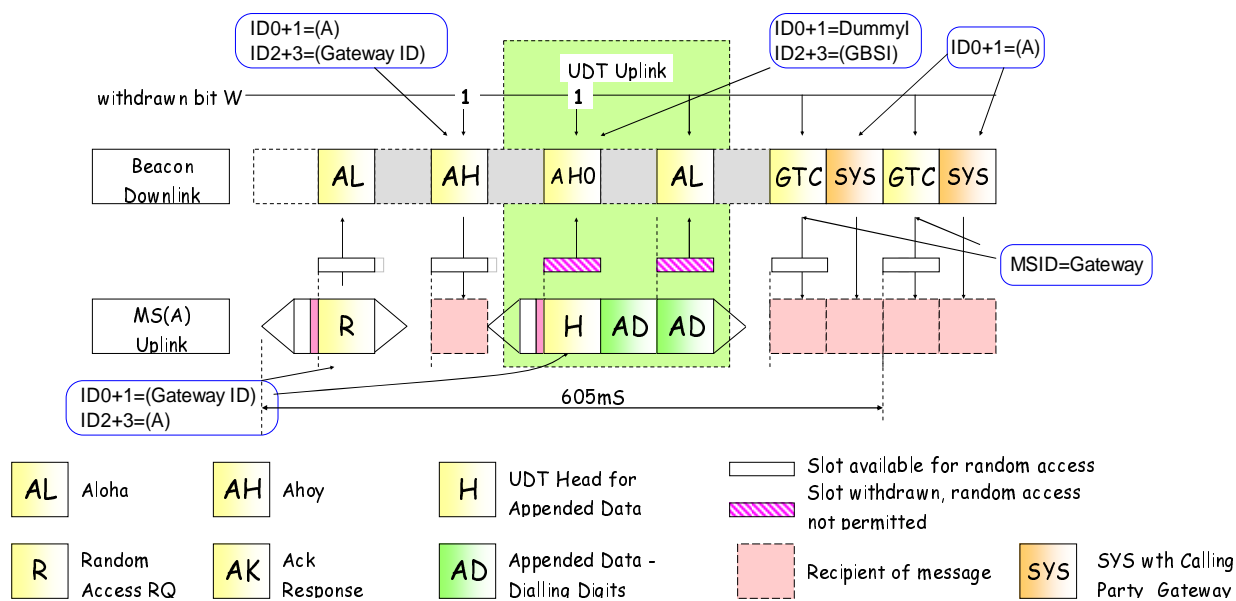 ID0+1=(A)
ID2+3=(Gateway ID)
ID0+1=DummyI
ID2+3=(GBSI)
ID0+1=(A)
UDT Uplink
withdrawn bit W
1
1
Beacon
Downlink
AL
AH
AH0
AL
GTC
SYS
GTC
SYS
MSID=Gateway
MS(A)
Uplink
R
H
AD
AD
ID0+1=(Gateway ID)
ID2+3=(A)
605mS
AL
Aloha
AH
Ahoy
H
UDT Head for
Appended Data
Slot available for random access
Slot withdrawn, random access
not permitted
R
Random
Access RQ
AK
Ack
Response
AD
Appended Data -
Dialling Digits
Recipient of message
SYS
SYS wth Calling
Party Gateway